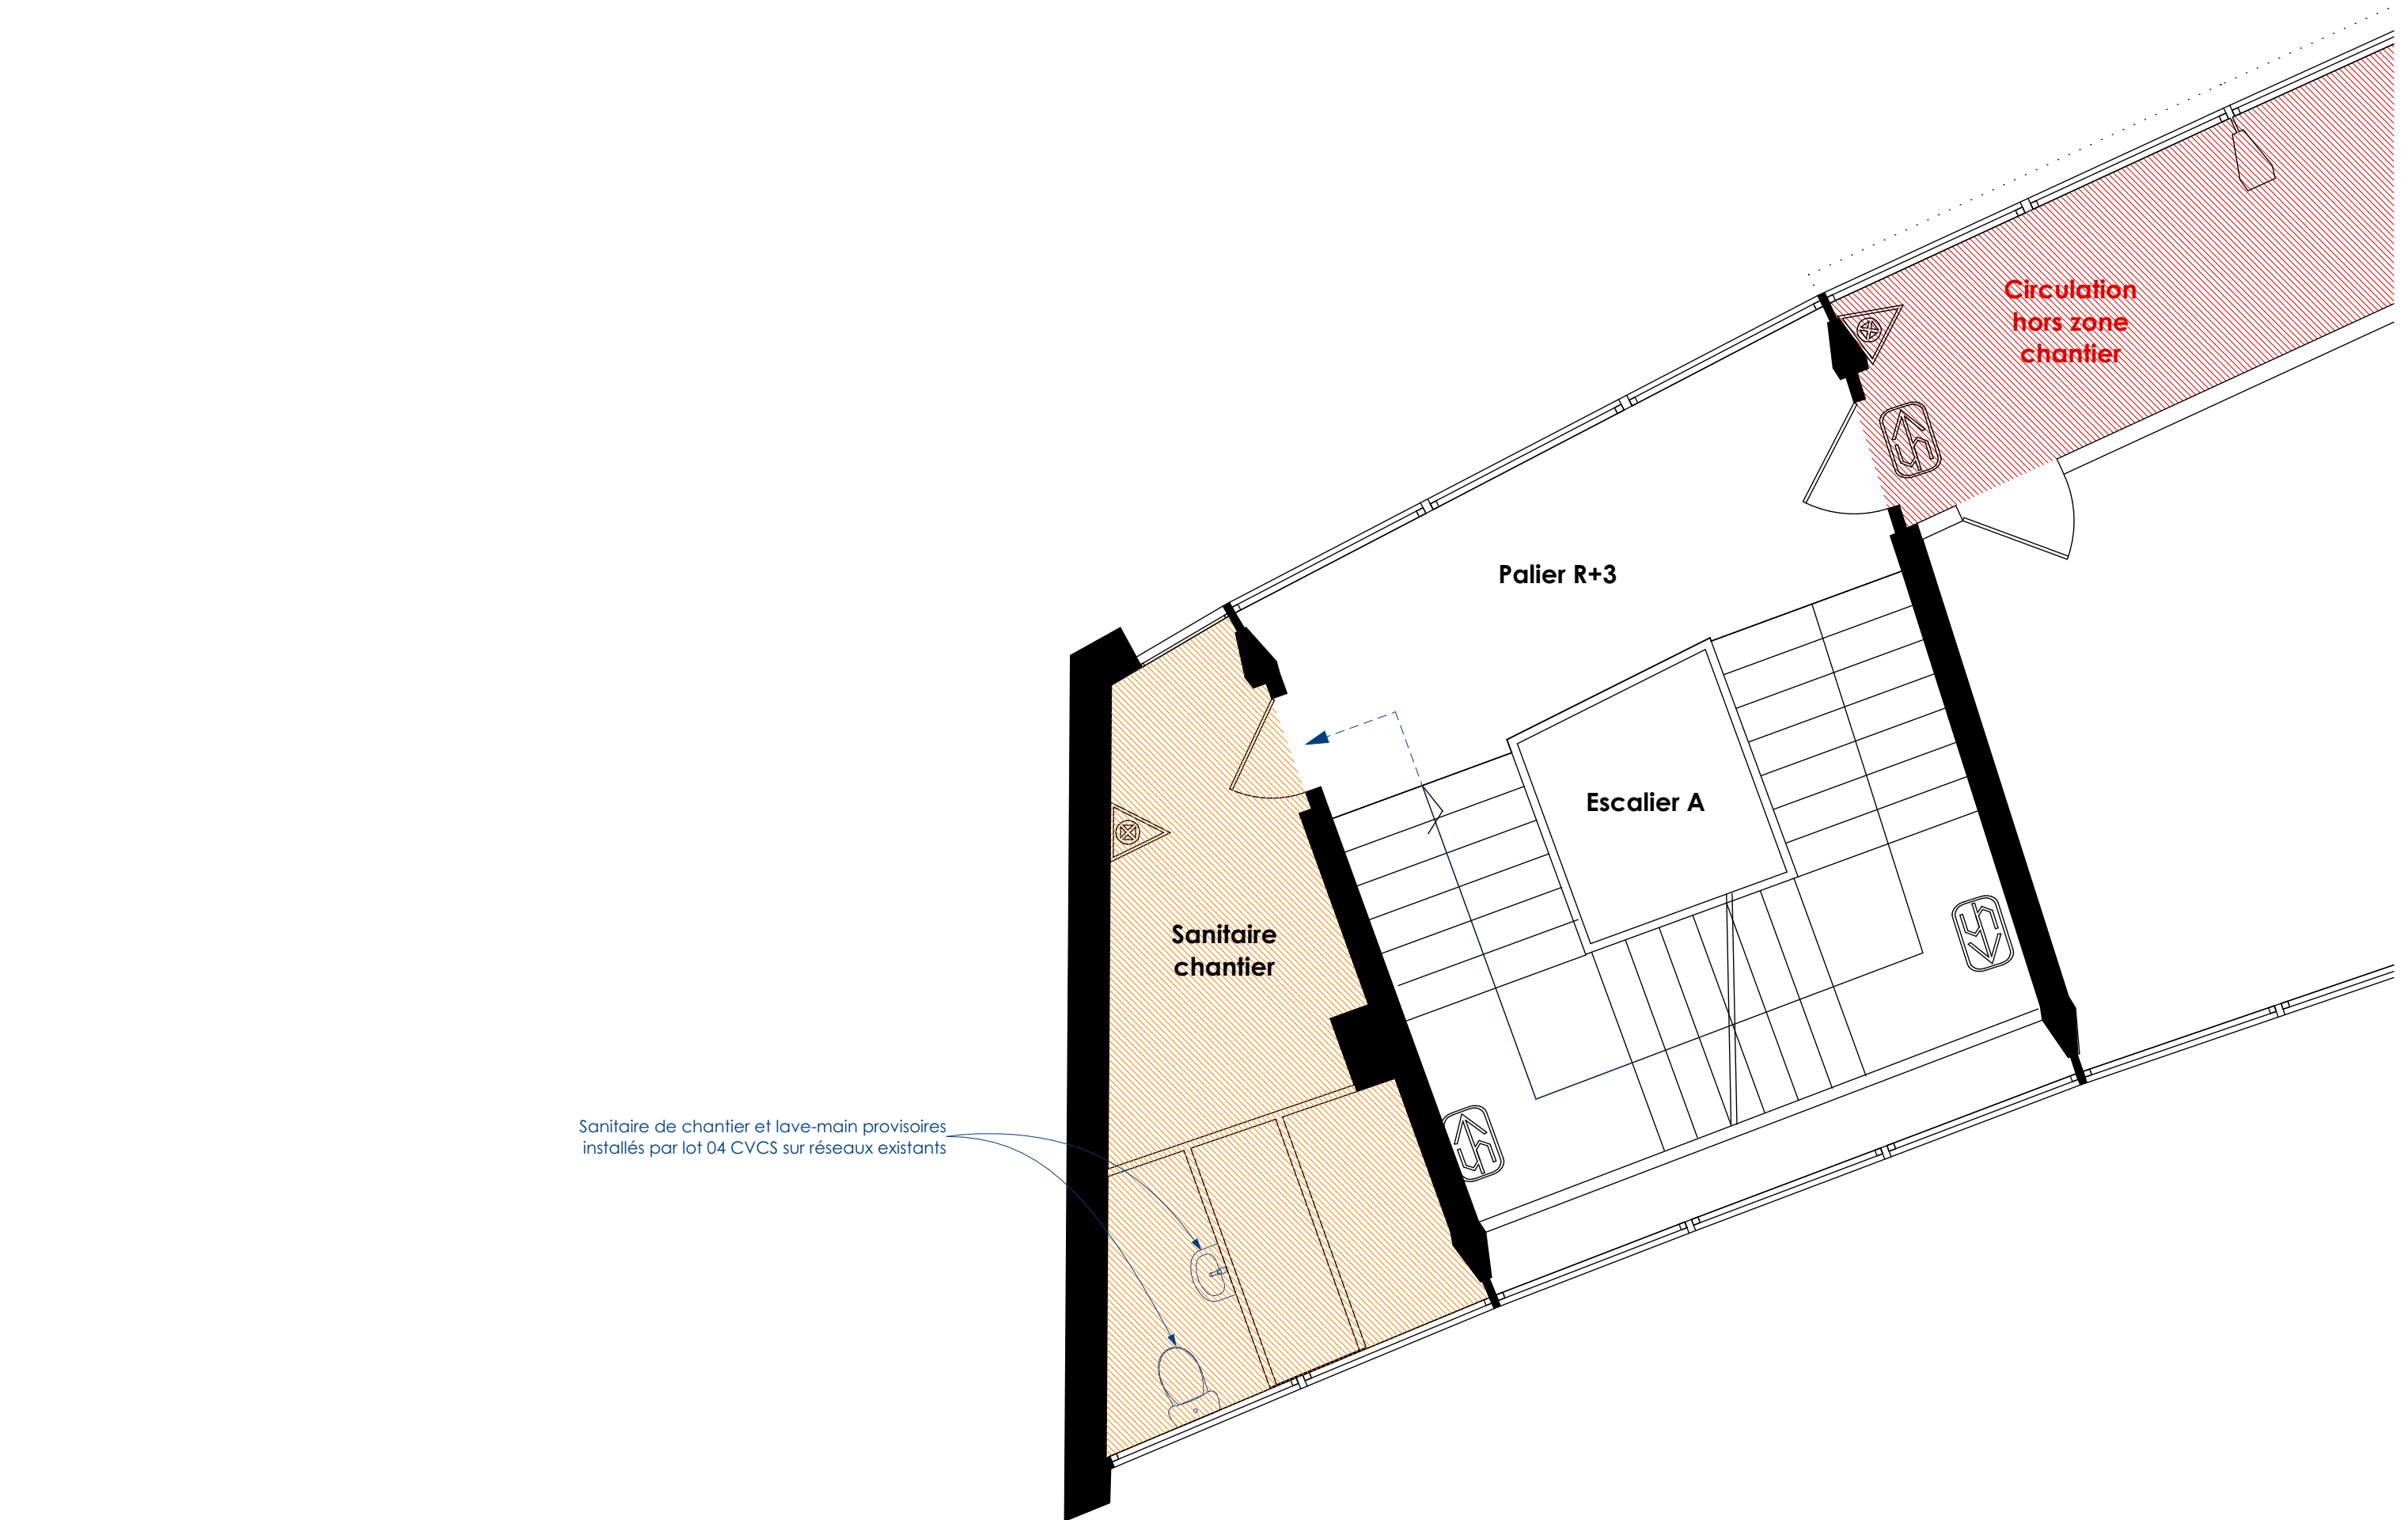 Circulation
hors zone
chantier
Palier R+3
Escalier A
Sanitaire
chantier
Sanitaire de chantier et lave-main provisoires
installés par lot 04 CVCS sur réseaux existants